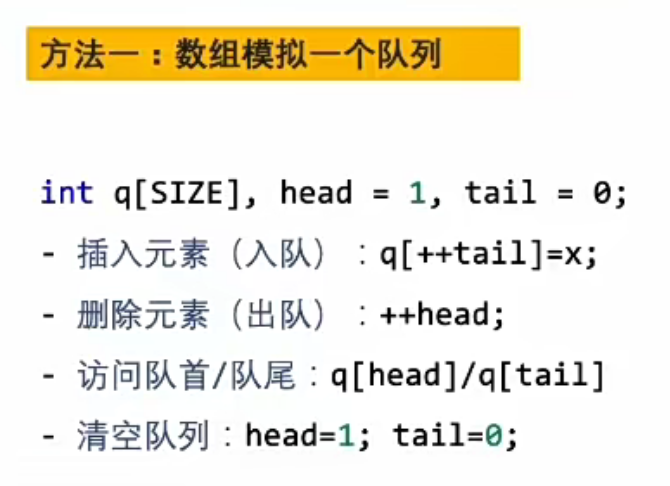 方法一：数组模拟一个队列
int q[SIZE], head = 1, tail = 0;
- 插入元素（入队）：q[++tail]=x;
- 删除元素（出队）：++head;
- 访问队首/队尾：q[head]/q[tail]
- 清空队列：head=1; tail=0;